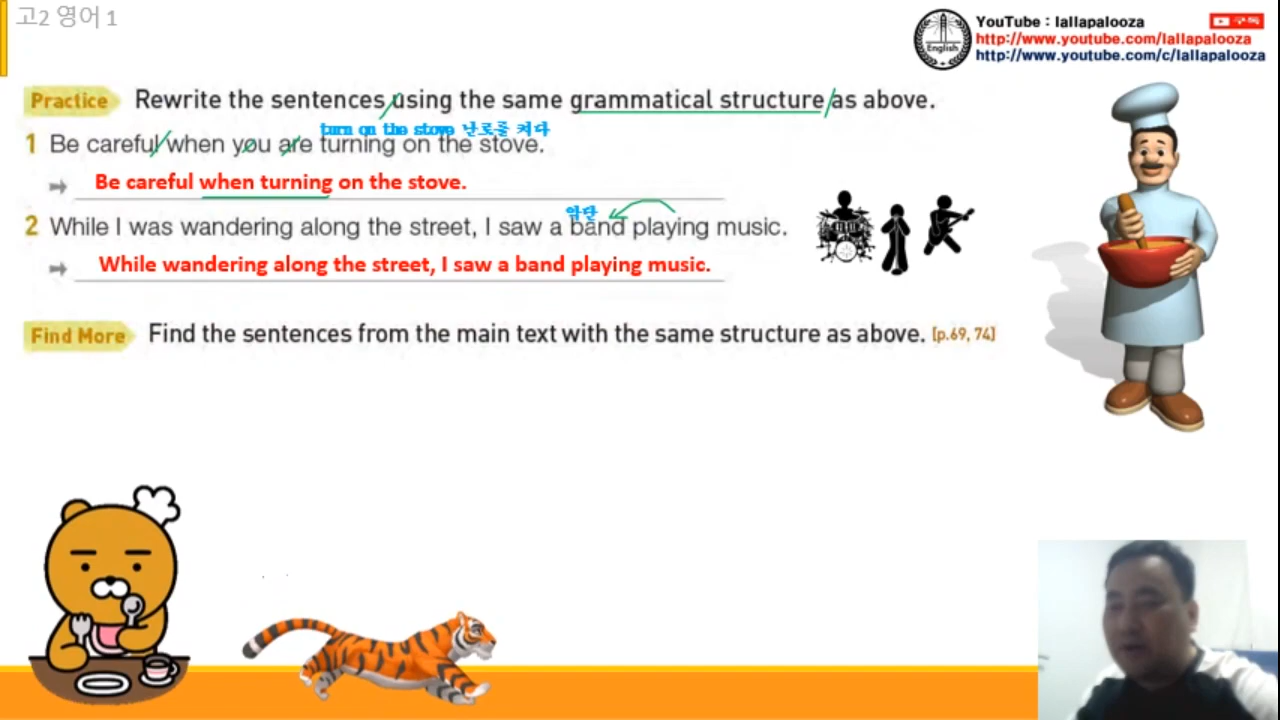 고2 영어 1
English
YouTube : lallapalooza
구독
http://www.youtube.com/lallapalooza
http://www.youtube.com/c/lallapalooza
Practice Rewrite the sentences using the same grammatical structure as above.
turn on the stove 난로를 켜다
1 Be careful when you are turning on the stove.
➡ Be careful when turning on the stove.
악단
2 While I was wandering along the street, I saw a band playing music.
➡ While wandering along the street, I saw a band playing music.
Find More Find the sentences from the main text with the same structure as above. [p.69, 74]